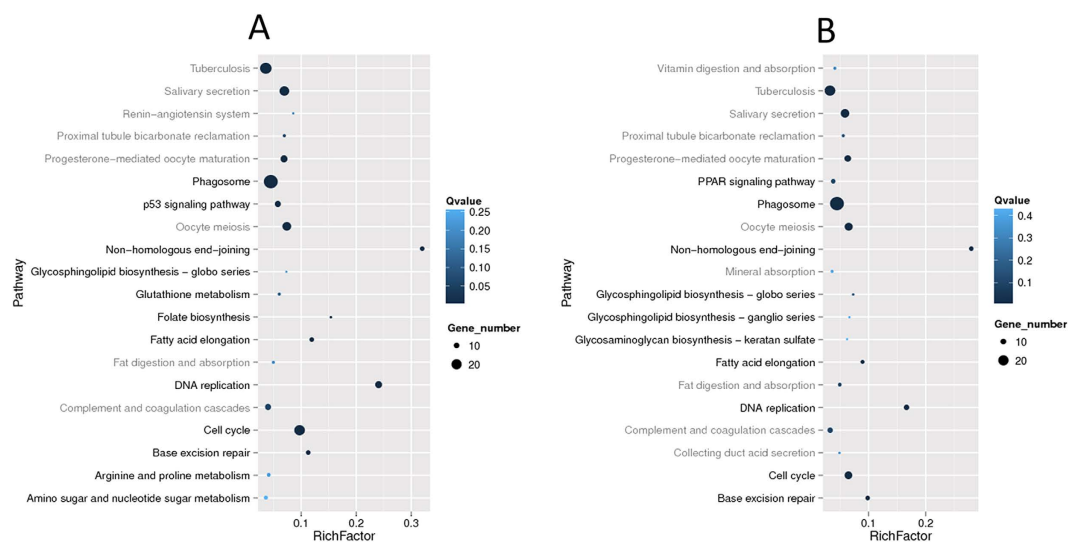 A
Tuberculosis
Salivary secretion
Renin−angiotensin system
Proximal tubule bicarbonate reclamation
Progesterone−mediated oocyte maturation
Phagosome
p53 signaling pathway
Oocyte meiosis
Non−homologous end−joining
Glycosphingolipid biosynthesis − globo series
Glutathione metabolism
Folate biosynthesis
Fatty acid elongation
Fat digestion and absorption
DNA replication
Complement and coagulation cascades
Cell cycle
Base excision repair
Arginine and proline metabolism
Amino sugar and nucleotide sugar metabolism
Pathway
0.1 0.2 0.3
RichFactor
Qvalue
0.25
0.20
0.15
0.10
0.05
Gene_number
10
20
B
Vitamin digestion and absorption
Tuberculosis
Salivary secretion
Proximal tubule bicarbonate reclamation
Progesterone−mediated oocyte maturation
PPAR signaling pathway
Phagosome
Oocyte meiosis
Non−homologous end−joining
Mineral absorption
Glycosphingolipid biosynthesis − globo series
Glycosphingolipid biosynthesis − ganglio series
Glycosaminoglycan biosynthesis − keratan sulfate
Fatty acid elongation
Fat digestion and absorption
DNA replication
Complement and coagulation cascades
Collecting duct acid secretion
Cell cycle
Base excision repair
Pathway
0.1 0.2
RichFactor
Qvalue
0.4
0.3
0.2
0.1
Gene_number
10
20